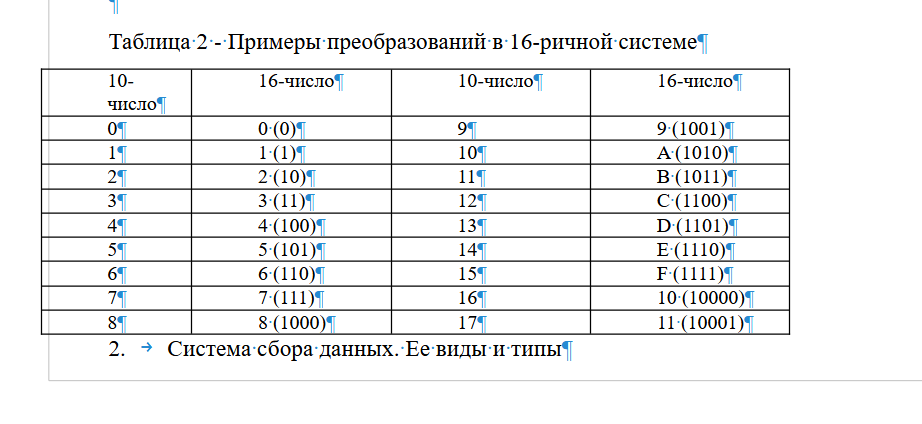 ¶
Таблица·2·-·Примеры·преобразований·в·16-ричной·системе¶
10-
число¶ 16-число¶ 10-число¶ 16-число¶
0¶ 0·(0)¶ 9¶ 9·(1001)¶
1¶ 1·(1)¶ 10¶ A·(1010)¶
2¶ 2·(10)¶ 11¶ B·(1011)¶
3¶ 3·(11)¶ 12¶ C·(1100)¶
4¶ 4·(100)¶ 13¶ D·(1101)¶
5¶ 5·(101)¶ 14¶ E·(1110)¶
6¶ 6·(110)¶ 15¶ F·(1111)¶
7¶ 7·(111)¶ 16¶ 10·(10000)¶
8¶ 8·(1000)¶ 17¶ 11·(10001)¶
2. → Система·сбора·данных.·Ее·виды·и·типы¶